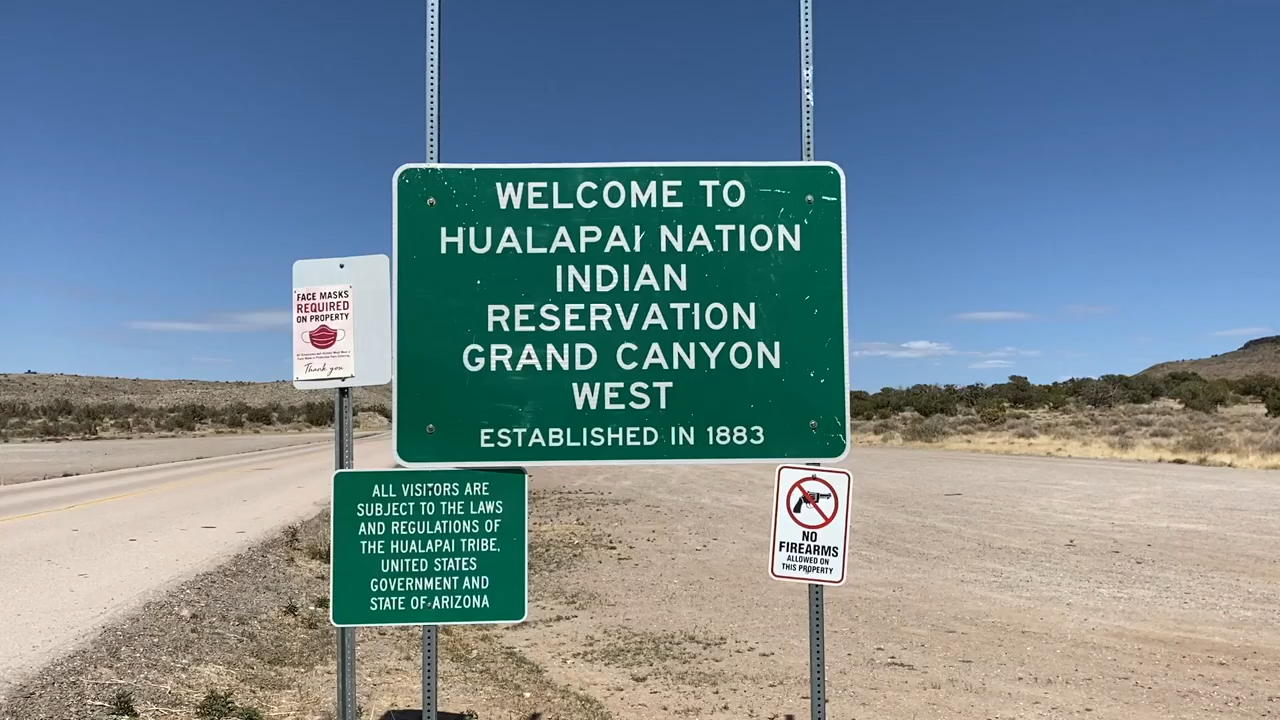 WELCOME TO
HUALAPAI NATION
INDIAN
RESERVATION
GRAND CANYON
WEST
ESTABLISHED IN 1883
FACE MASKS
REQUIRED
ON PROPERTY
Thank you
ALL VISITORS ARE
SUBJECT TO THE LAWS
AND REGULATIONS OF
THE HUALAPAI TRIBE,
UNITED STATES
GOVERNMENT AND
STATE OF ARIZONA
NO
FIREARMS
ALLOWED ON
THIS PROPERTY